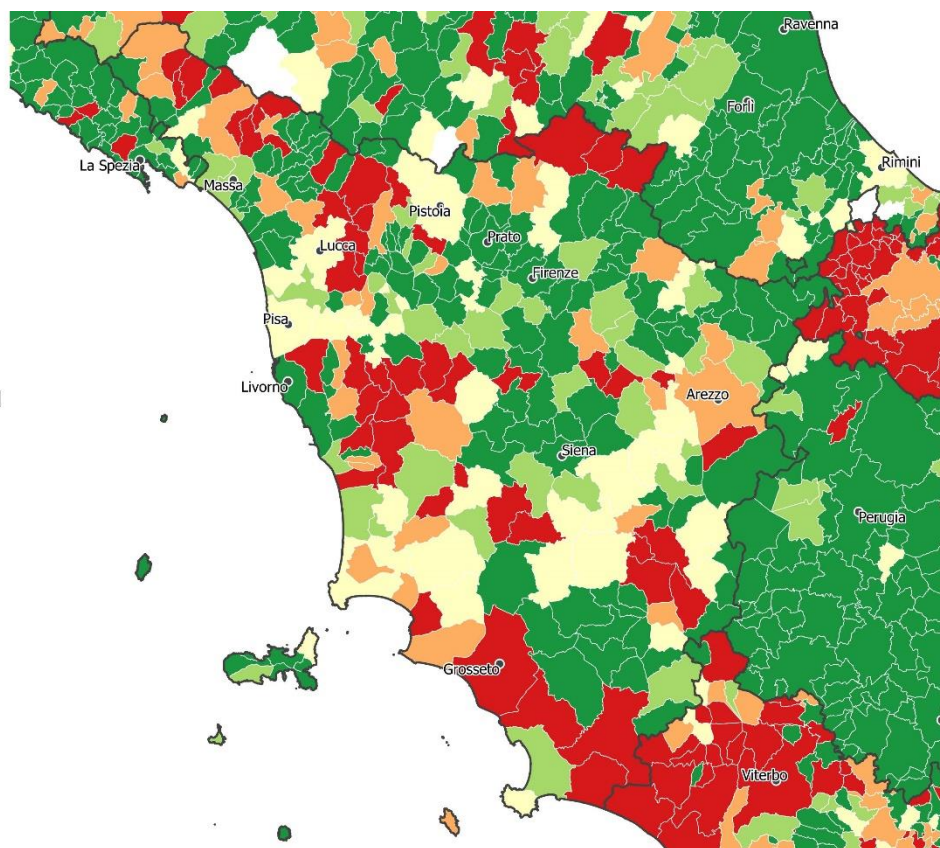 Ravenna
Forlì
La Spezia
Rimini
Massa
Pistoia
Prato
Lucca
Firenze
Pisa
Livorno
Arezzo
Siena
Perugia
Grosseto
Viterbo